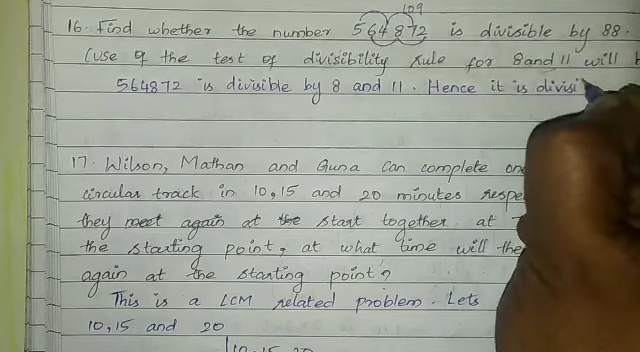 109
16. Find whether the number 564872 is divisible by 88.
(use of the test of divisibility rule for 8 and 11 will
564872 is divisible by 8 and 11. Hence it is divisi
17. Wilson, Mathan and Guna can complete one
circular track in 10,15 and 20 minutes respe
they meet again at the start together at
the starting point, at what time will the
again at the starting point?
This is a LCM related problem. Lets
10,15 and 20
10, 15, 20